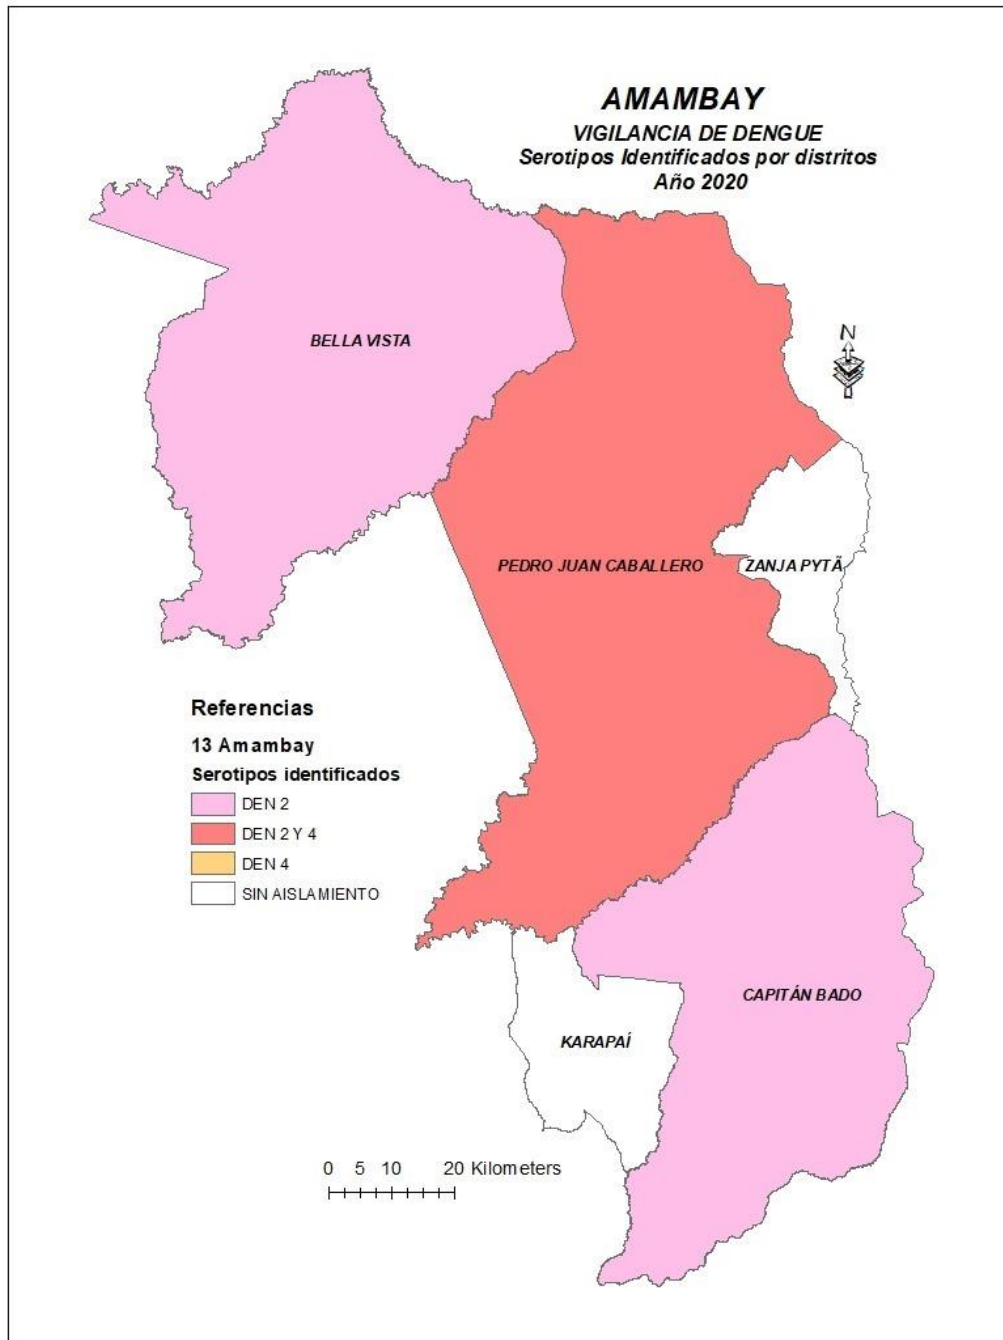 AMAMBAY
VIGILANCIA DE DENGUE
Serotipos Identificados por distritos
Año 2020
N
BELLA VISTA
PEDRO JUAN CABALLERO
ZANJA PYTÃ
Referencias
13 Amambay
Serotipos identificados
DEN 2
DEN 2 Y 4
DEN 4
SIN AISLAMIENTO
CAPITÁN BADO
KARAPAÍ
0 5 10 20 Kilometers